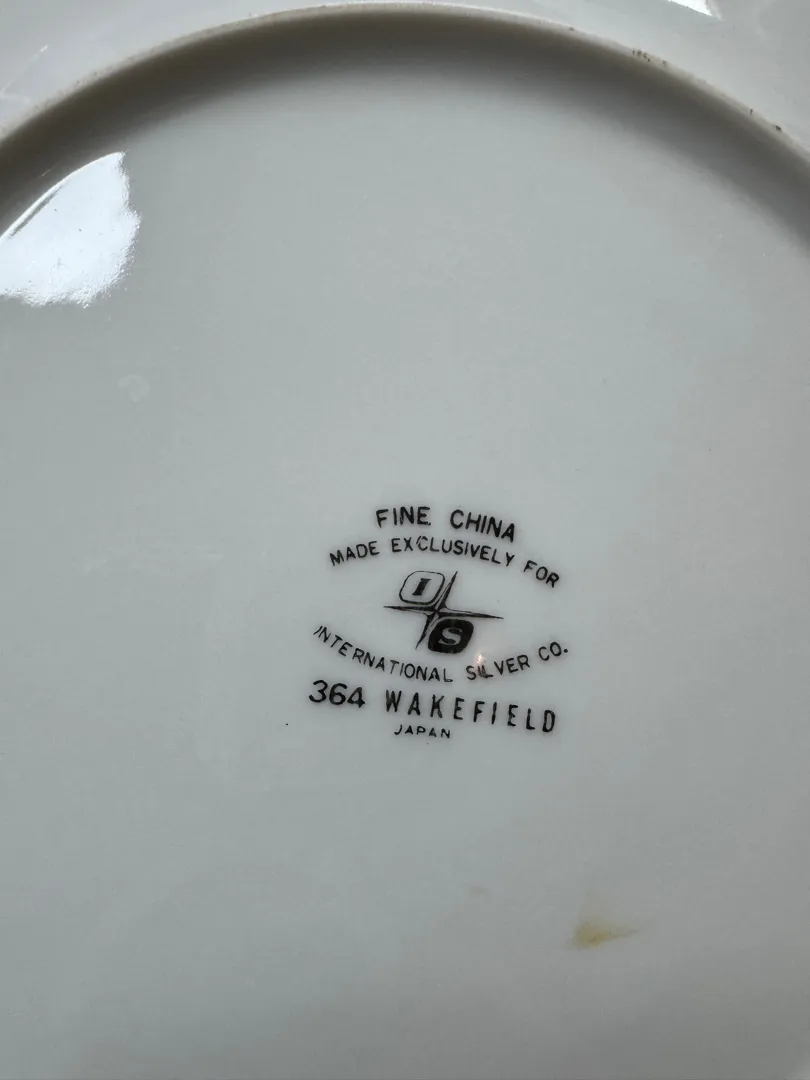 FINE CHINA
MADE EXCLUSIVELY FOR
I
S
INTERNATIONAL SILVER CO.
364 WAKEFIELD
JAPAN